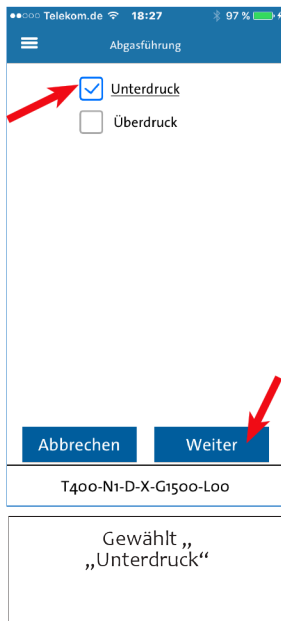 Telekom.de 18:27 97 %
Abgasführung
Unterdruck
Überdruck
Abbrechen Weiter
T400-N1-D-X-G1500-L00
Gewählt „
„Unterdruck“